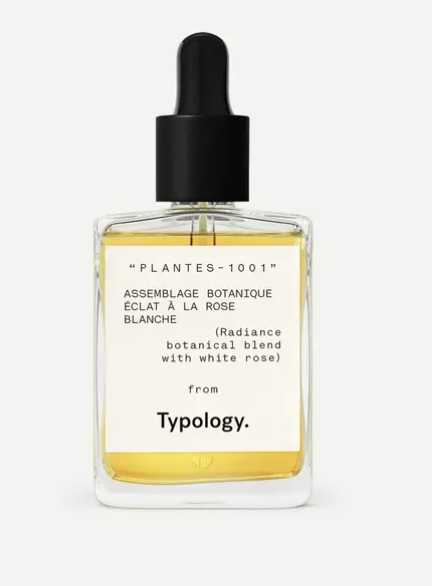 “PLANTES-1001”
ASSEMBLAGE BOTANIQUE
ÉCLAT À LA ROSE
BLANCHE
(Radiance
botanical blend
with white rose)
from
Typology.